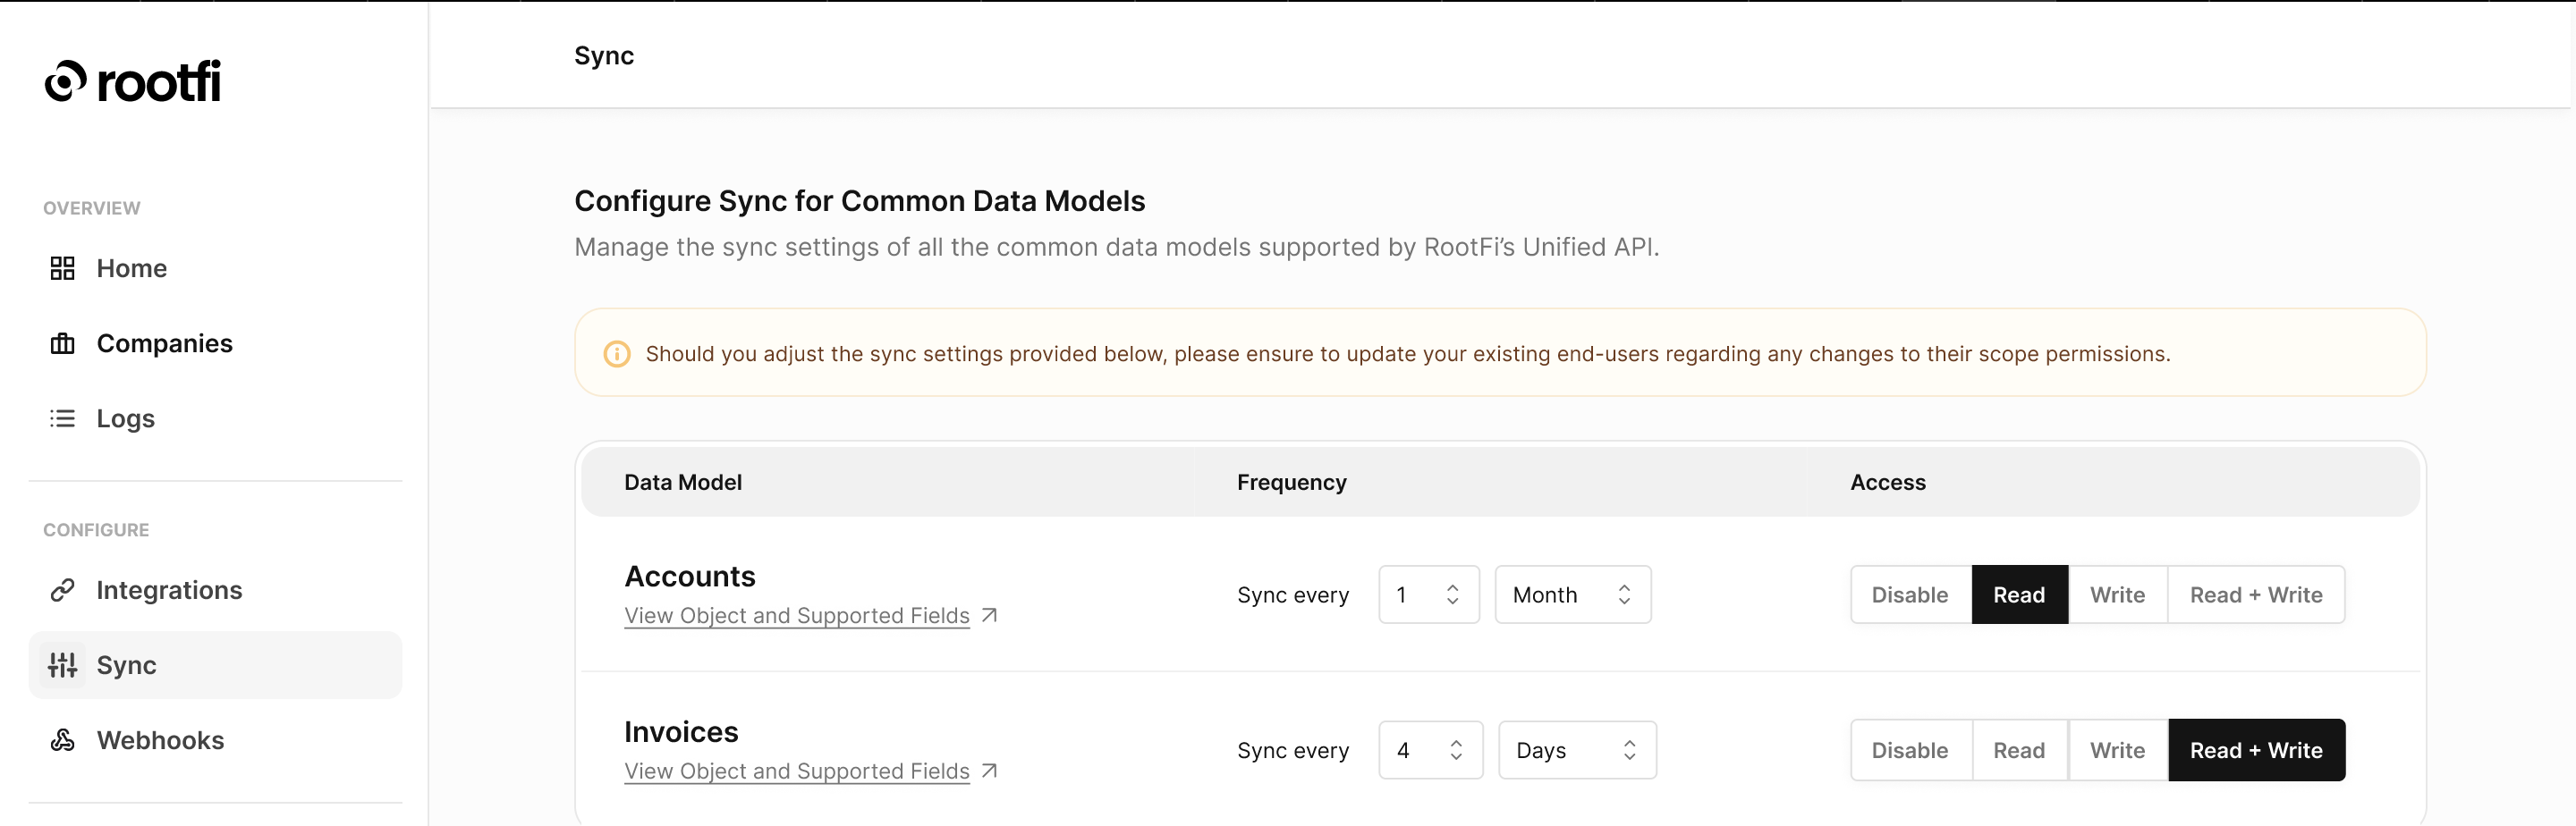 rootfi
OVERVIEW
Home
Companies
Logs
CONFIGURE
Integrations
Sync
Webhooks
Sync
Configure Sync for Common Data Models
Manage the sync settings of all the common data models supported by RootFi’s Unified API.
Should you adjust the sync settings provided below, please ensure to update your existing end-users regarding any changes to their scope permissions.
Data Model Frequency Access
Accounts
View Object and Supported Fields
Sync every 1 Month Disable Read Write Read + Write
Invoices
View Object and Supported Fields
Sync every 4 Days Disable Read Write Read + Write